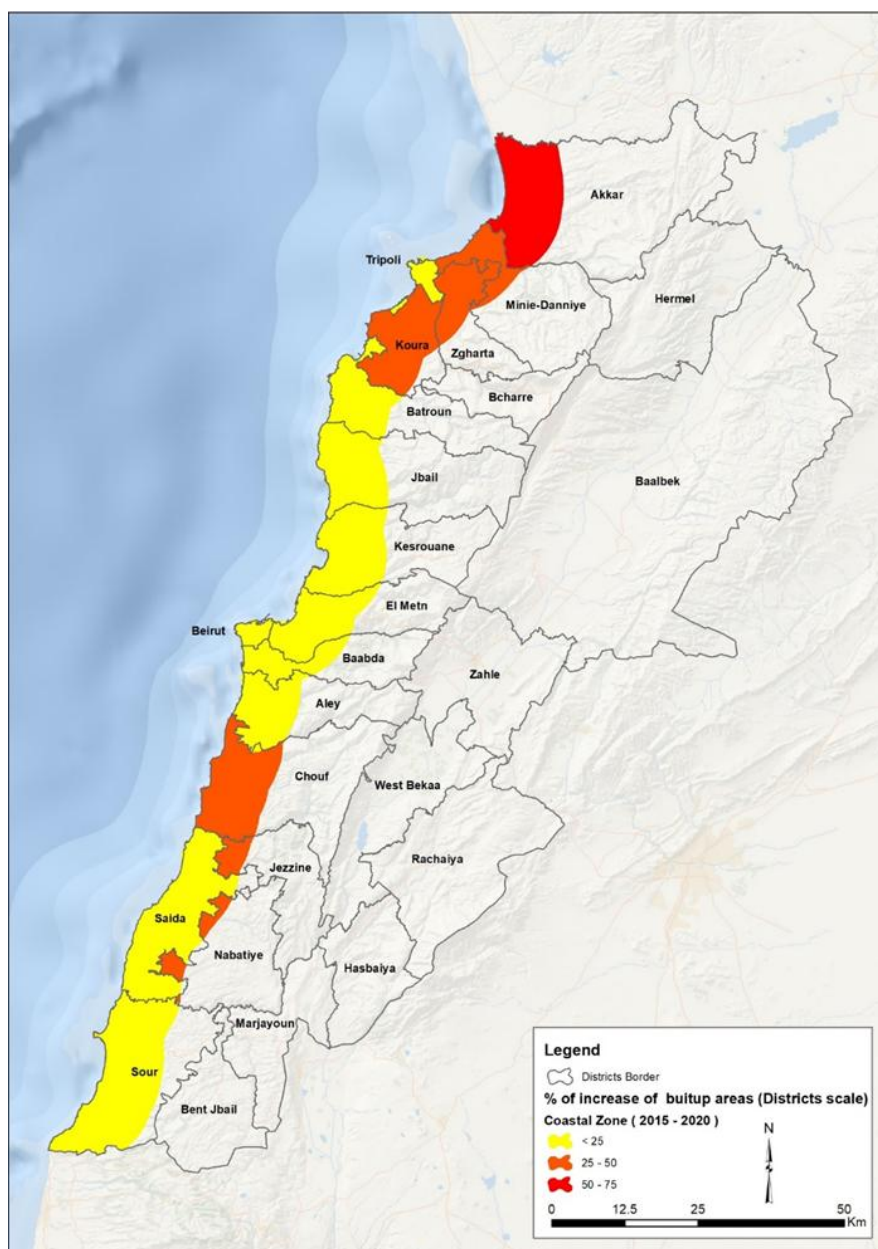 Akkar
Tripoli
Hermel
Minie-Danniye
Koura
Zgharta
Bcharre
Batroun
Jbail
Baalbek
Kesrouane
El Metn
Beirut
Baabda
Zahle
Aley
Chouf
West Bekaa
Rachaiya
Jezzine
Saida
Nabatiye
Hasbaiya
Marjayoun
Sour
Bent Jbail
Legend
Districts Border
% of increase of buitup areas (Districts scale)
Coastal Zone ( 2015 - 2020 )
< 25
25 - 50
50 - 75
N
0 12.5 25 50
Km